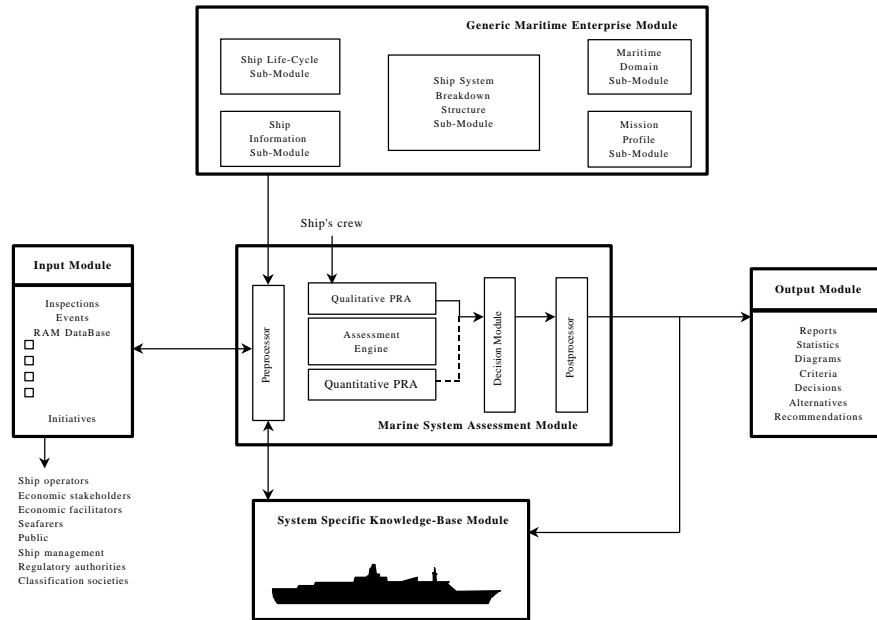 Generic Maritime Enterprise Module
Ship Life-Cycle
Sub-Module
Ship
Information
Sub-Module
Ship System
Breakdown
Structure
Sub-Module
Maritime
Domain
Sub-Module
Mission
Profile
Sub-Module
Ship's crew
Input Module
Inspections
Events
RAM DataBase
Initiatives
Ship operators
Economic stakeholders
Economic facilitators
Seafarers
Public
Ship management
Regulatory authorities
Classification societies
Preprocessor
Qualitative PRA
Assessment
Engine
Quantitative PRA
Decision Module
Postprocessor
Marine System Assessment Module
Output Module
Reports
Statistics
Diagrams
Criteria
Decisions
Alternatives
Recommendations
System Specific Knowledge-Base Module